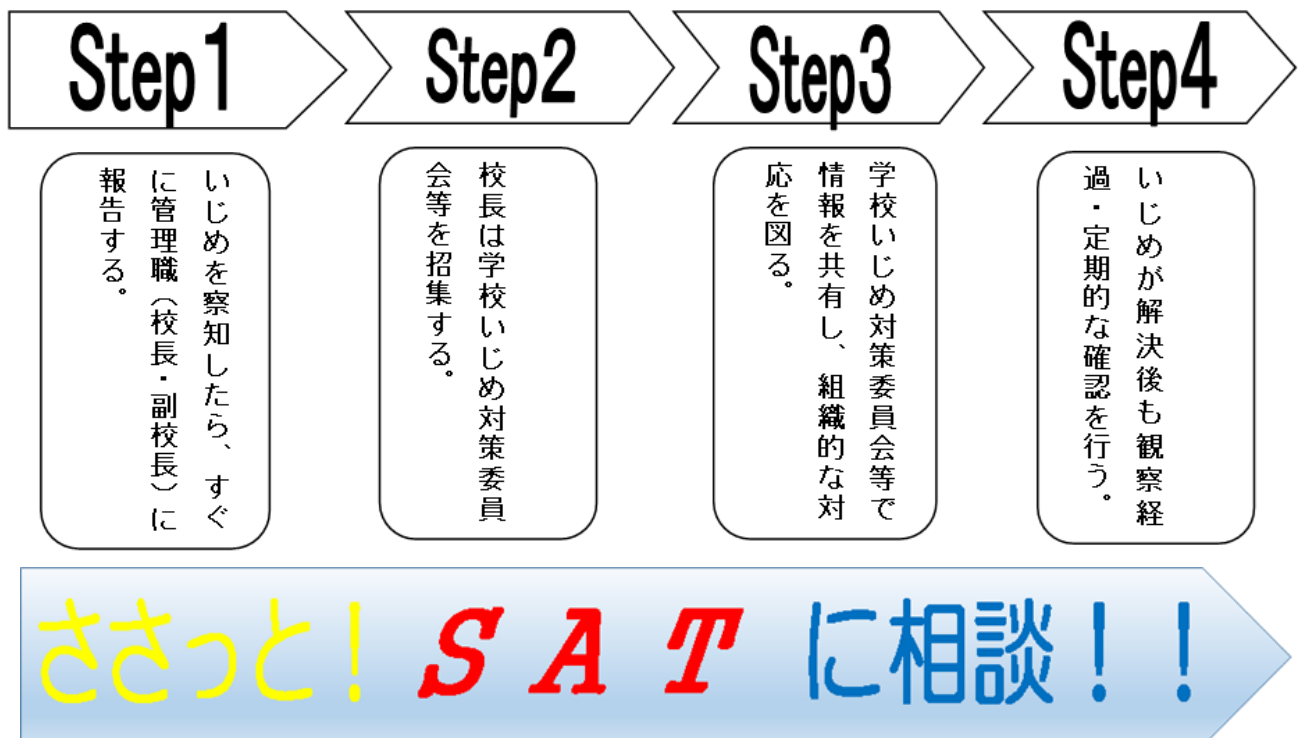 Step1
Step2
Step3
Step4
いじめを察知したら、すぐ
に管理職（校長・副校長）に
報告する。
校長は学校いじめ対策委員
会等を招集する。
学校いじめ対策委員会等で
情報を共有し、組織的な対
応を図る。
いじめが解決後も観察経
過・定期的な確認を行う。
ささっと！ＳＡＴに相談！！